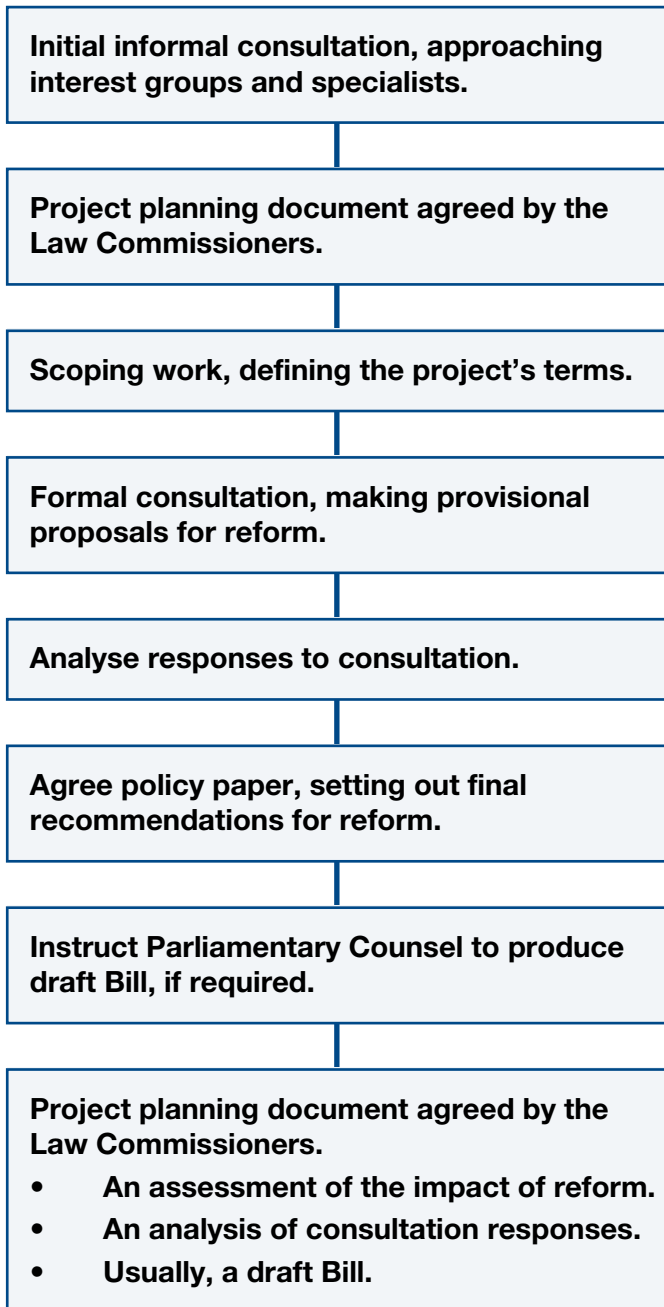 Initial informal consultation, approaching
interest groups and specialists.
Project planning document agreed by the
Law Commissioners.
Scoping work, defining the project’s terms.
Formal consultation, making provisional
proposals for reform.
Analyse responses to consultation.
Agree policy paper, setting out final
recommendations for reform.
Instruct Parliamentary Counsel to produce
draft Bill, if required.
Project planning document agreed by the
Law Commissioners.
• An assessment of the impact of reform.
• An analysis of consultation responses.
• Usually, a draft Bill.